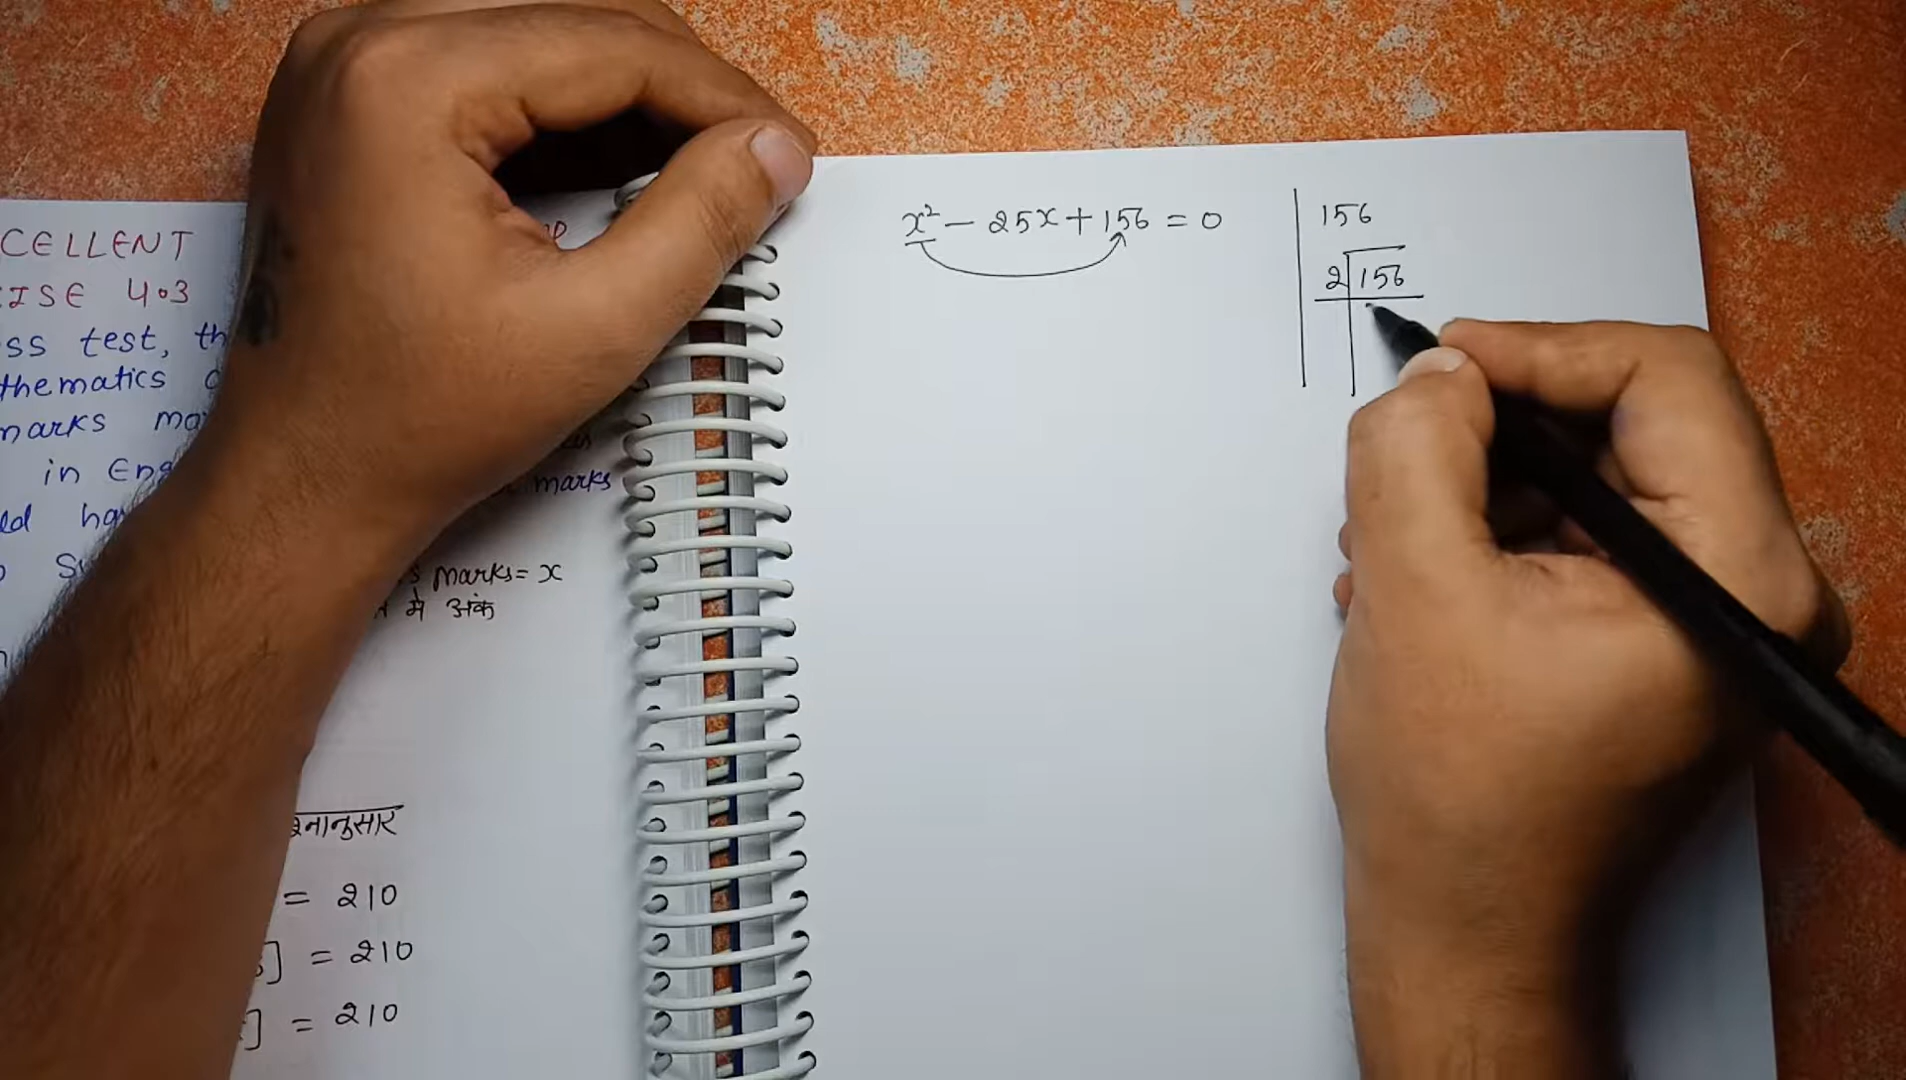 CELLENT
ISE 4.3
ss test, th
thematics
marks
in Eng
marks
marks = x
में अंक
श्नानुसार
= 210
] = 210
] = 210
x² - 25x + 156 = 0
156
2 156